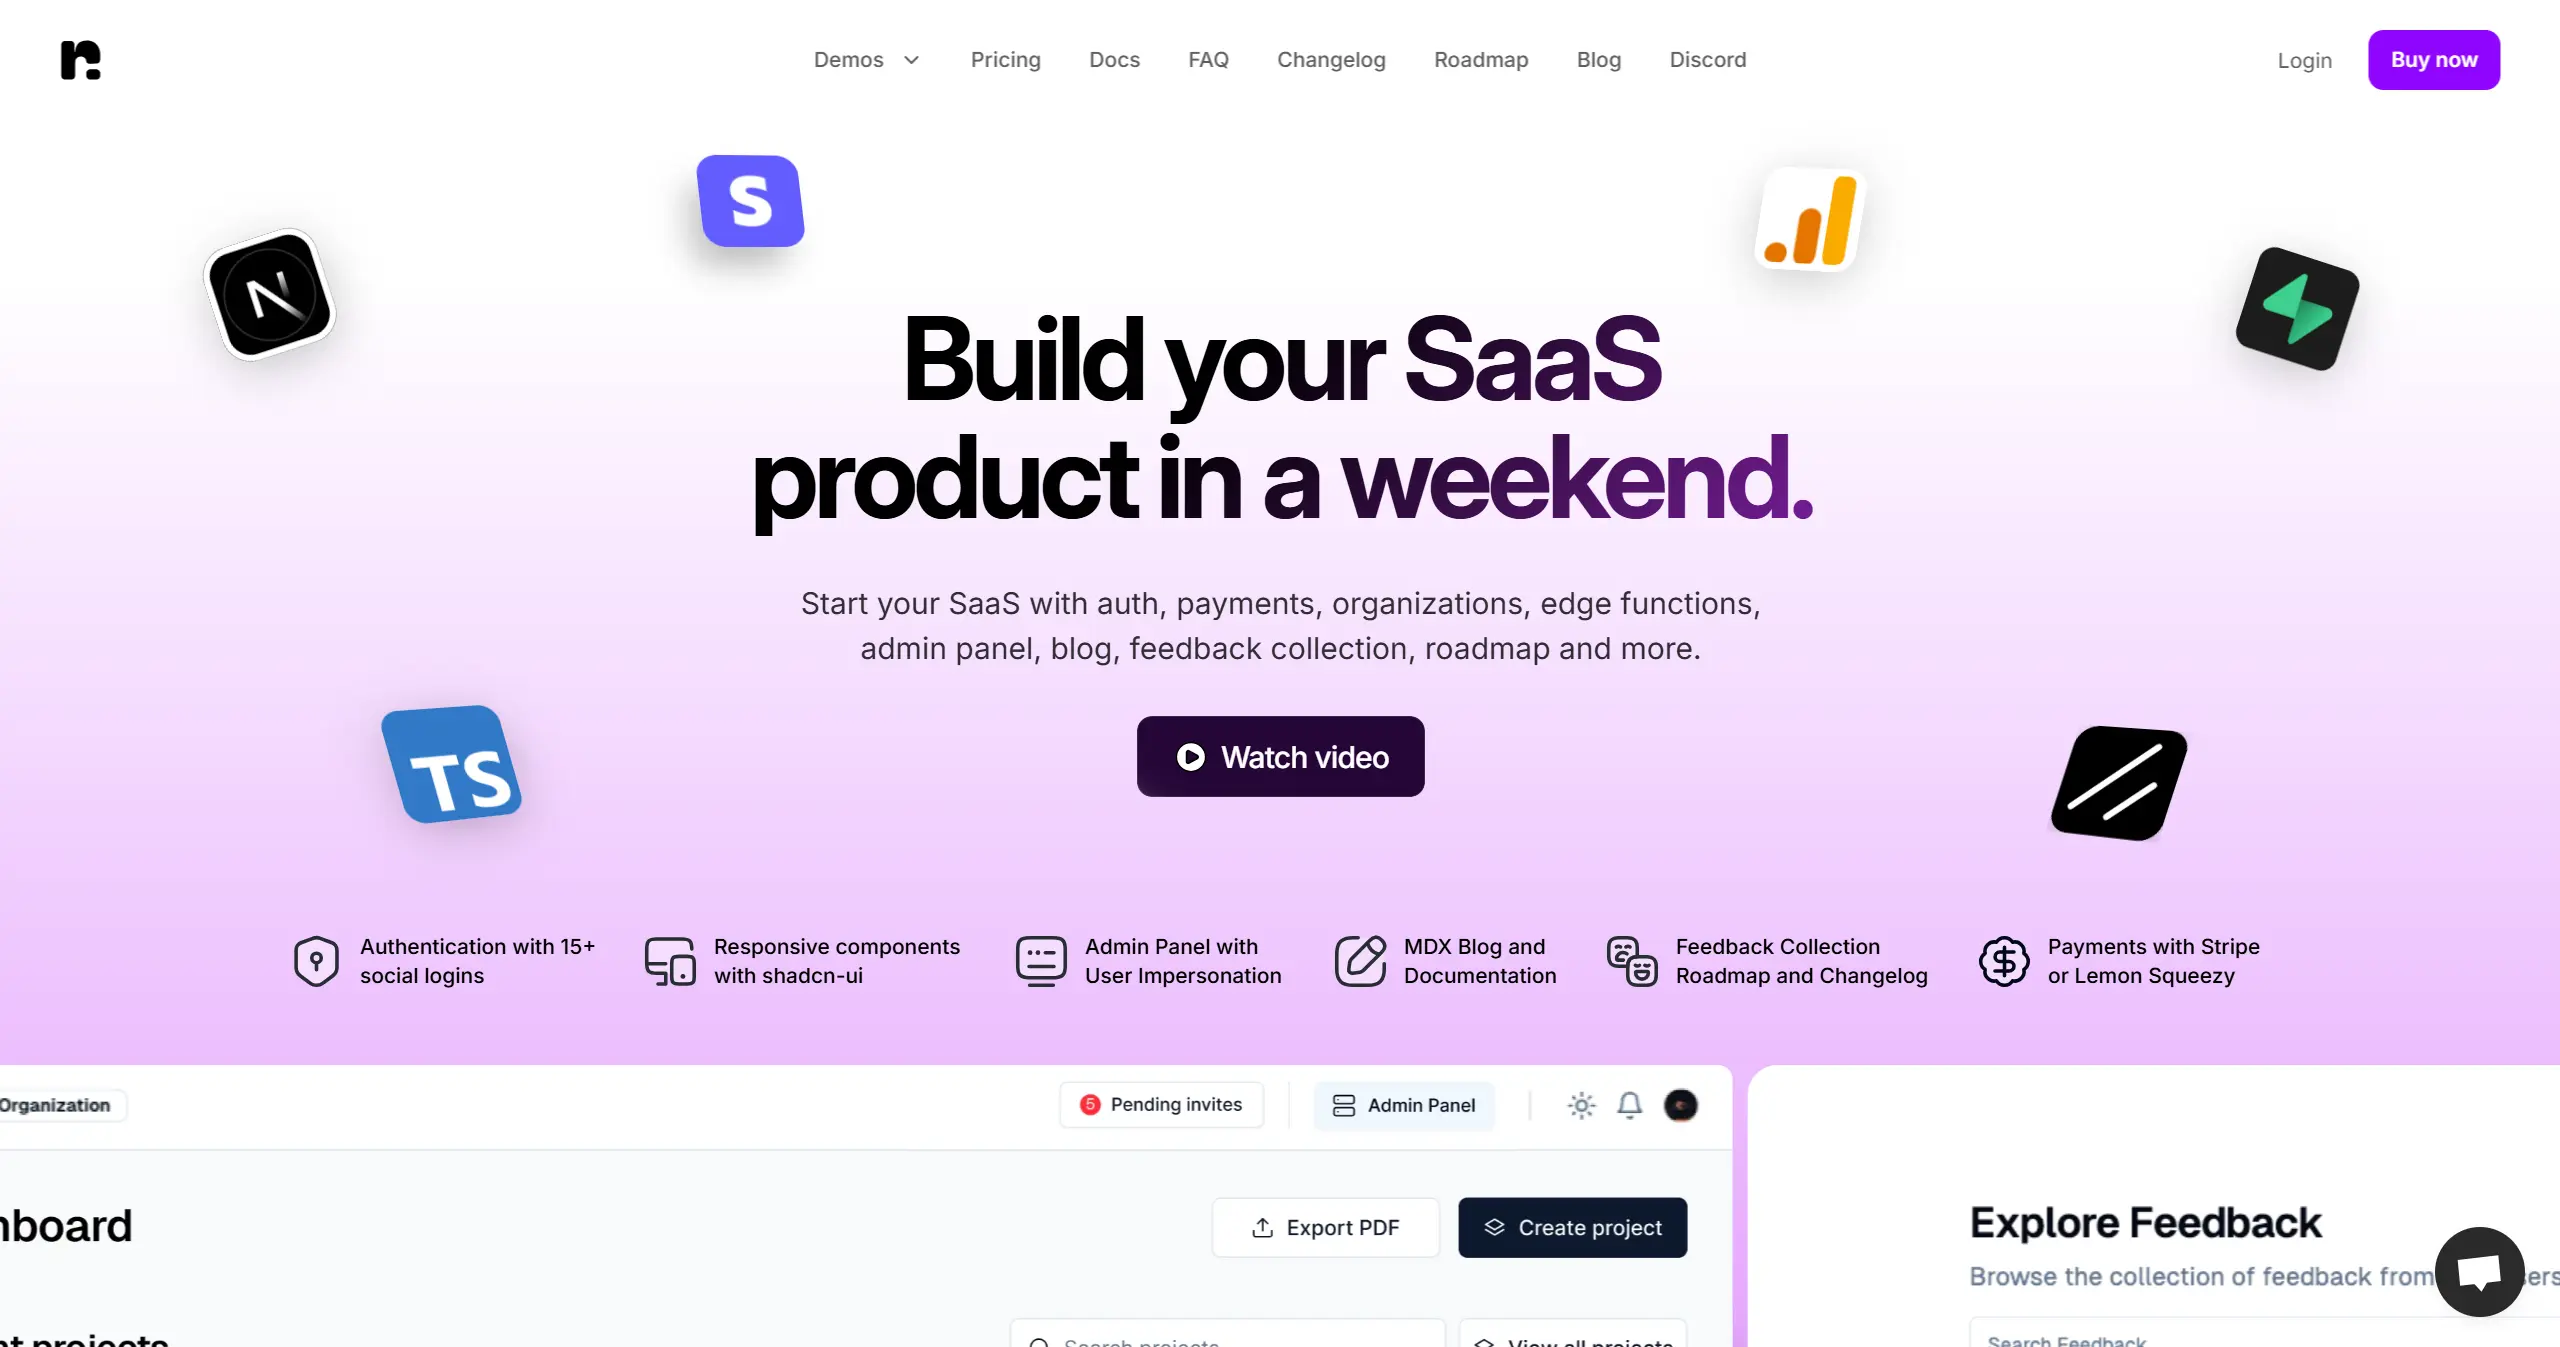 n.
Demos Pricing Docs FAQ Changelog Roadmap Blog Discord
Login Buy now
S
N
Build your SaaS
product in a weekend.
Start your SaaS with auth, payments, organizations, edge functions,
admin panel, blog, feedback collection, roadmap and more.
TS
Watch video
Authentication with 15+
social logins
Responsive components
with shadcn-ui
Admin Panel with
User Impersonation
MDX Blog and
Documentation
Feedback Collection
Roadmap and Changelog
Payments with Stripe
or Lemon Squeezy
Organization
5 Pending invites
Admin Panel
board
Export PDF
Create project
projects
Search projects
View all projects
Explore Feedback
Browse the collection of feedback from
Search Feedback